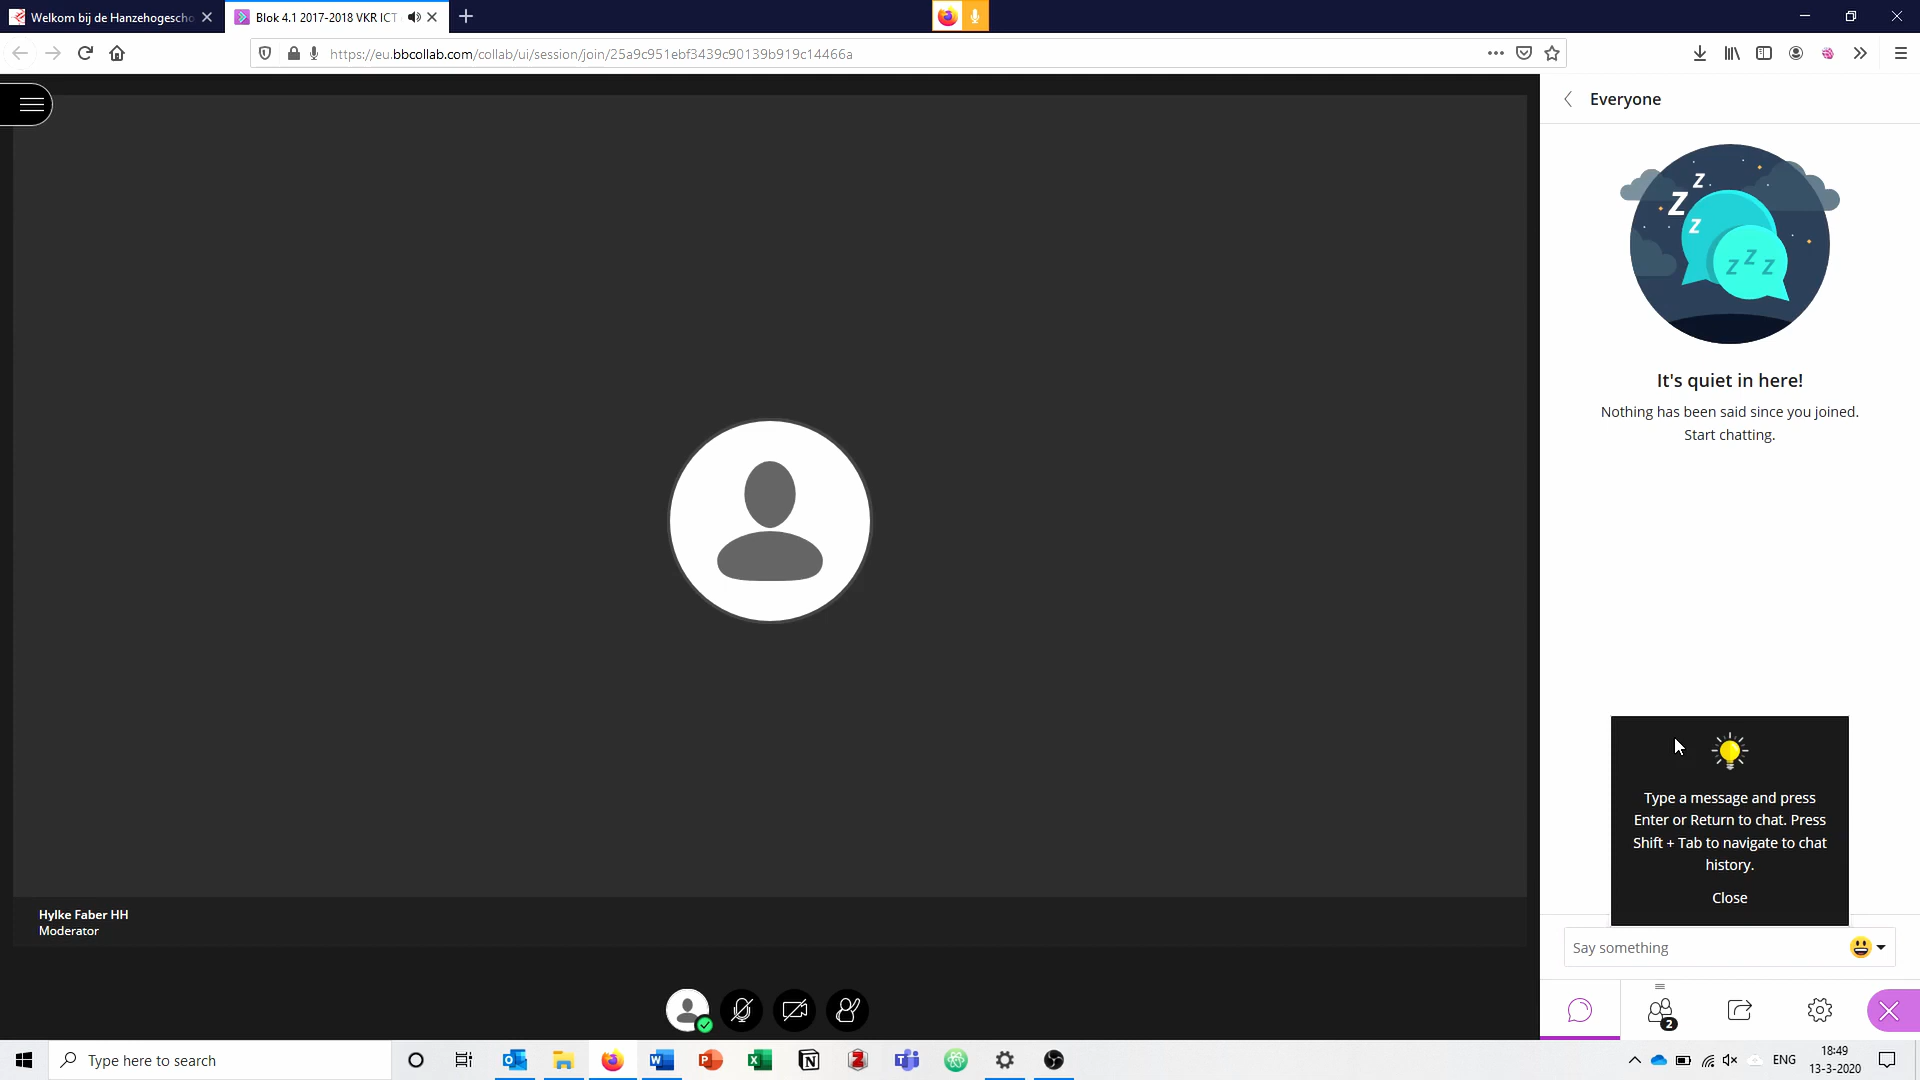 Welkom bij de Hanzehogescho
Blok 4.1 2017-2018 VKR ICT
https://eu.bbcollab.com/collab/ui/session/join/25a9c951ebf3439c90139b919c14466a
Everyone
Z
Z
Z
Z Z Z
It's quiet in here!
Nothing has been said since you joined.
Start chatting.
Type a message and press
Enter or Return to chat. Press
Shift + Tab to navigate to chat
history.
Close
Hylke Faber HH
Moderator
Say something
2
Type here to search
ENG
18:49
13-3-2020